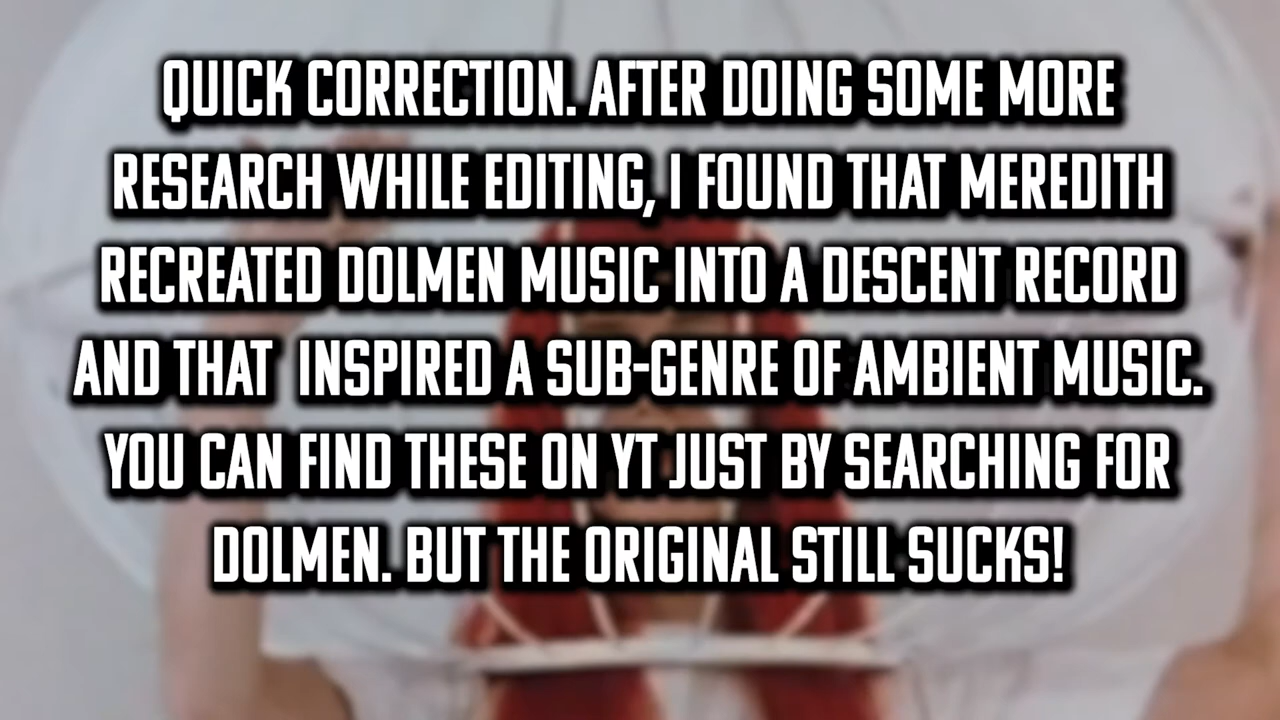 QUICK CORRECTION. AFTER DOING SOME MORE
RESEARCH WHILE EDITING, I FOUND THAT MEREDITH
RECREATED DOLMEN MUSIC INTO A DESCENT RECORD
AND THAT INSPIRED A SUB-GENRE OF AMBIENT MUSIC.
YOU CAN FIND THESE ON YT JUST BY SEARCHING FOR
DOLMEN. BUT THE ORIGINAL STILL SUCKS!